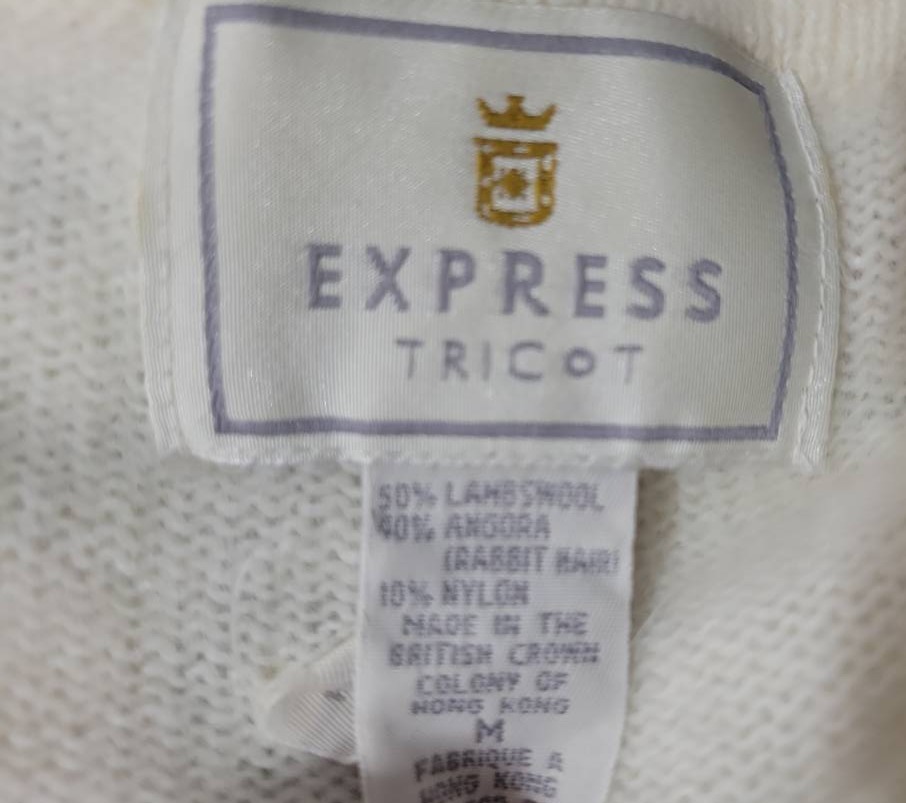 EXPRESS
TRICOT
50% LAMBSWOOL
40% ANGORA
(RABBIT HAIR)
10% NYLON
MADE IN THE
BRITISH CROWN
COLONY OF
HONG KONG
M
FABRIQUE A
HONG KONG